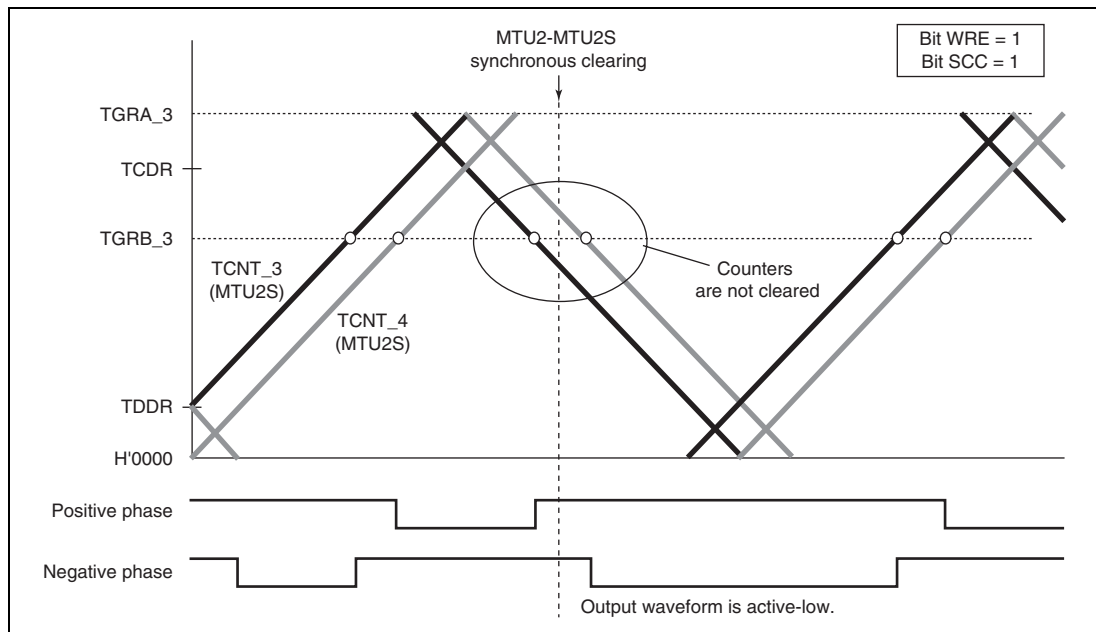 MTU2-MTU2S
synchronous clearing
Bit WRE = 1
Bit SCC = 1
TGRA_3
TCDR
TGRB_3
TCNT_3
(MTU2S)
Counters
are not cleared
TCNT_4
(MTU2S)
TDDR
H'0000
Positive phase
Negative phase
Output waveform is active-low.